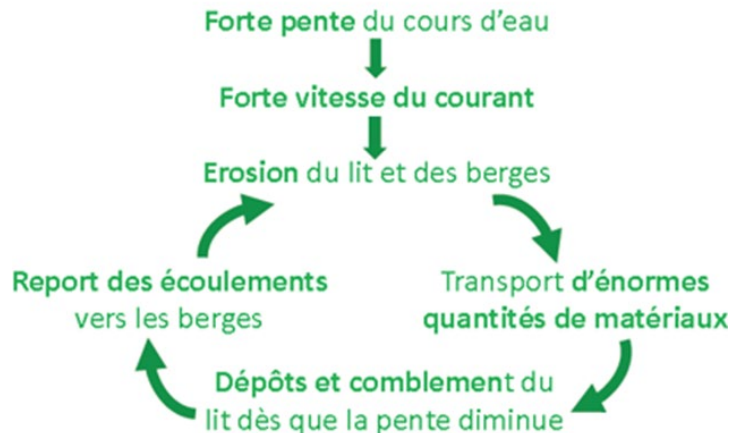 Forte pente du cours d'eau
Forte vitesse du courant
Erosion du lit et des berges
Report des écoulements
vers les berges
Transport d'énormes
quantités de matériaux
Dépôts et comblement du
lit dès que la pente diminue